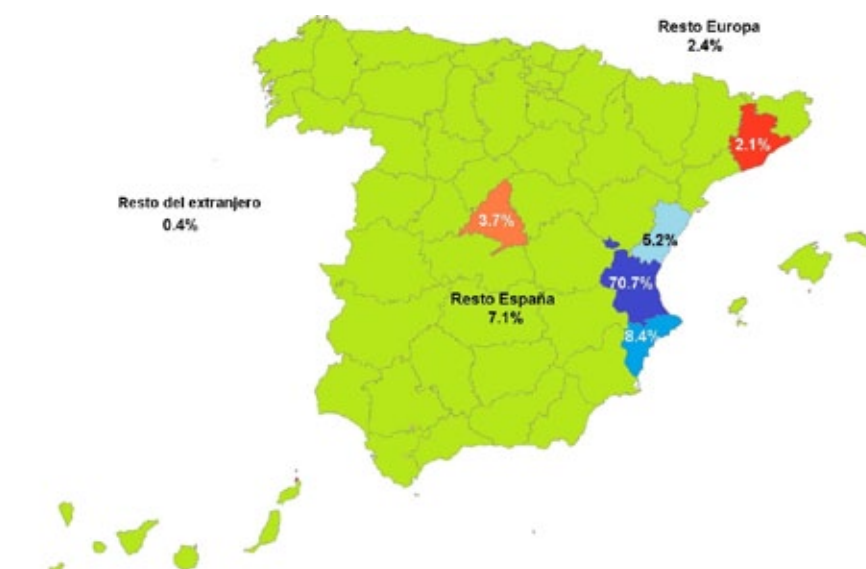 Resto Europa
2.4%
2.1%
Resto del extranjero
0.4%
3.7%
5.2%
70.7%
Resto España
7.1%
8.4%